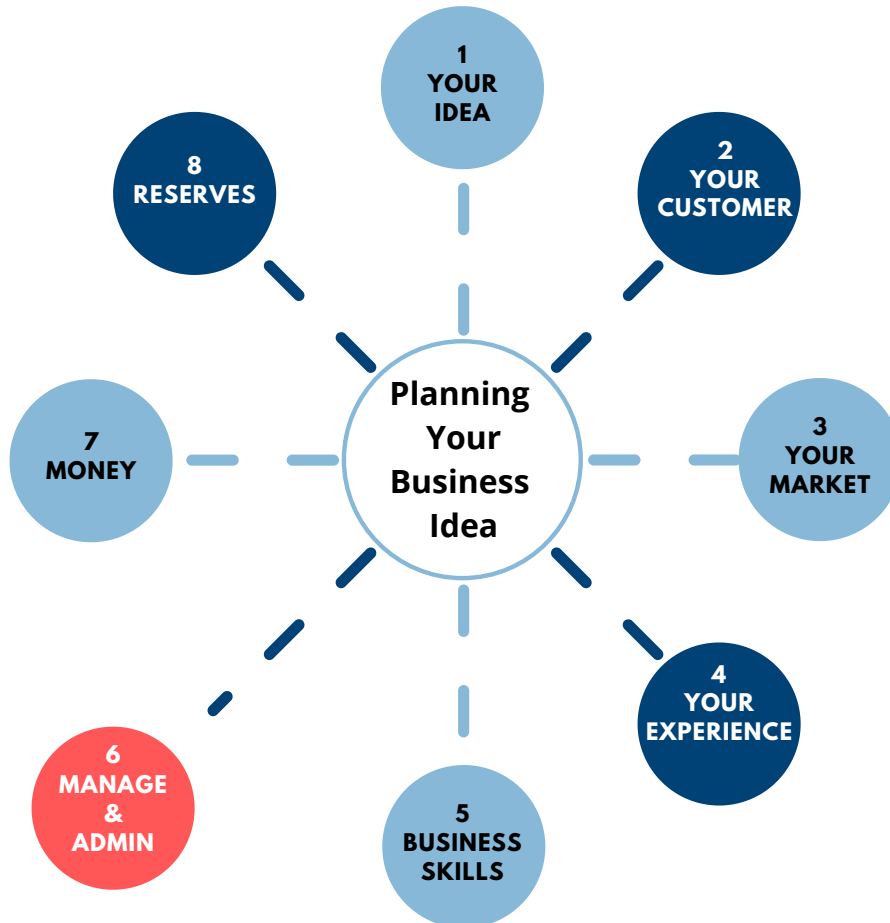 1
YOUR
IDEA
2
YOUR
CUSTOMER
3
YOUR
MARKET
4
YOUR
EXPERIENCE
5
BUSINESS
SKILLS
6
MANAGE
&
ADMIN
7
MONEY
8
RESERVES
Planning
Your
Business
Idea